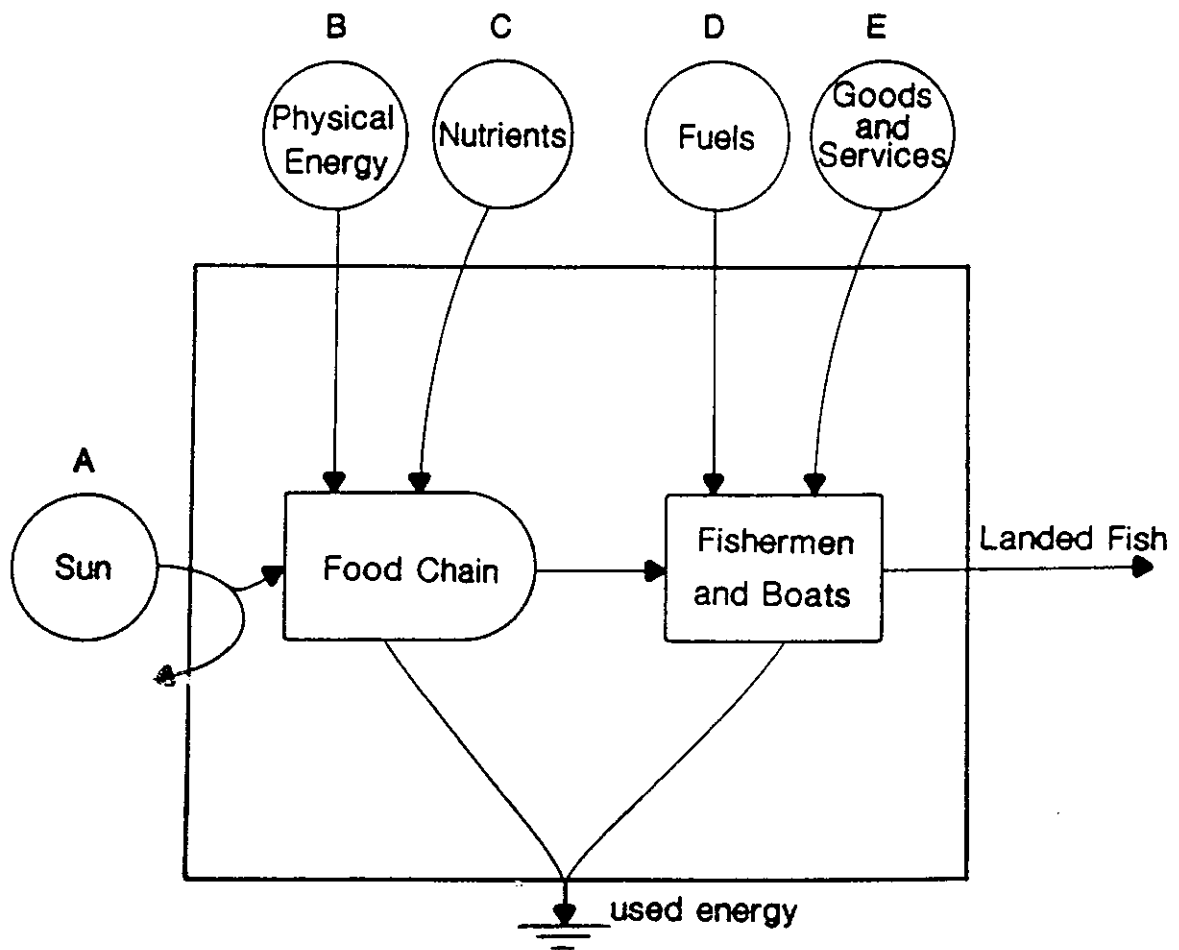 B
C
D
E
Physical
Energy
Nutrients
Fuels
Goods
and
Services
A
Sun
Food Chain
Fishermen
and Boats
Landed Fish
used energy